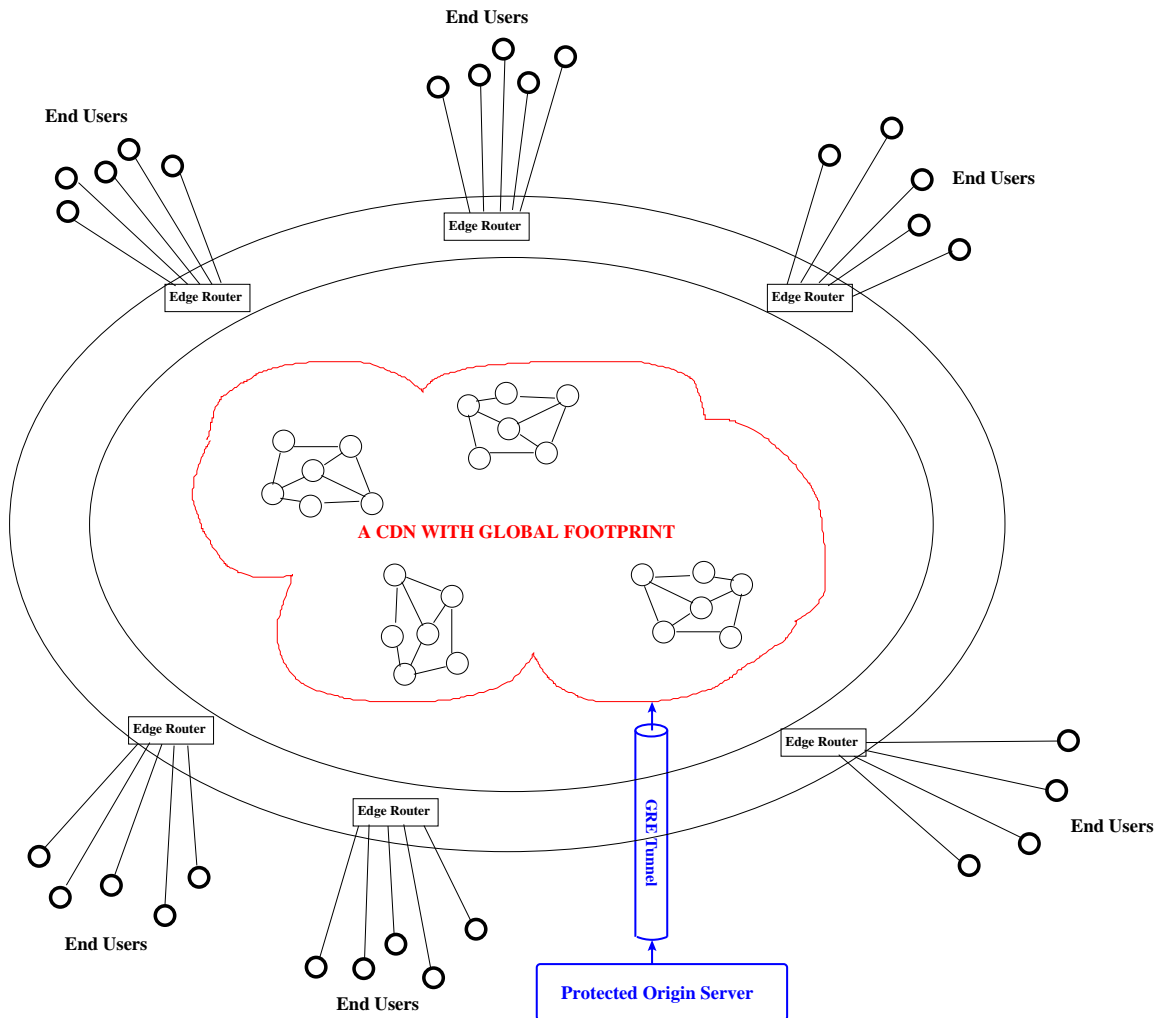 End Users
End Users
End Users
Edge Router
Edge Router
Edge Router
A CDN WITH GLOBAL FOOTPRINT
Edge Router
Edge Router
Edge Router
GRE Tunnel
End Users
End Users
End Users
Protected Origin Server